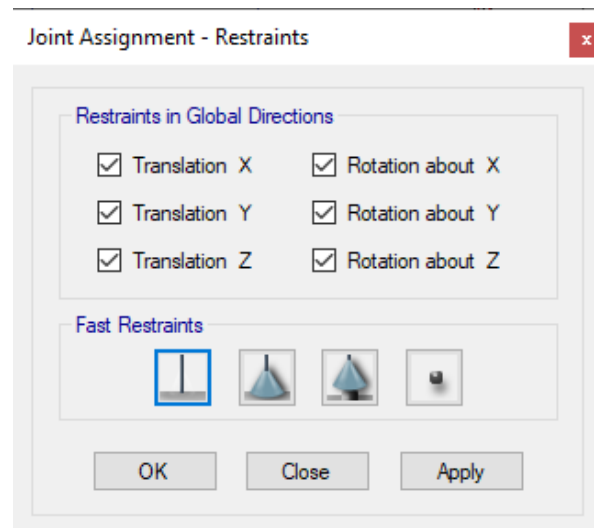 Joint Assignment - Restraints
x
Restraints in Global Directions
Translation X
Rotation about X
Translation Y
Rotation about Y
Translation Z
Rotation about Z
Fast Restraints
OK
Close
Apply